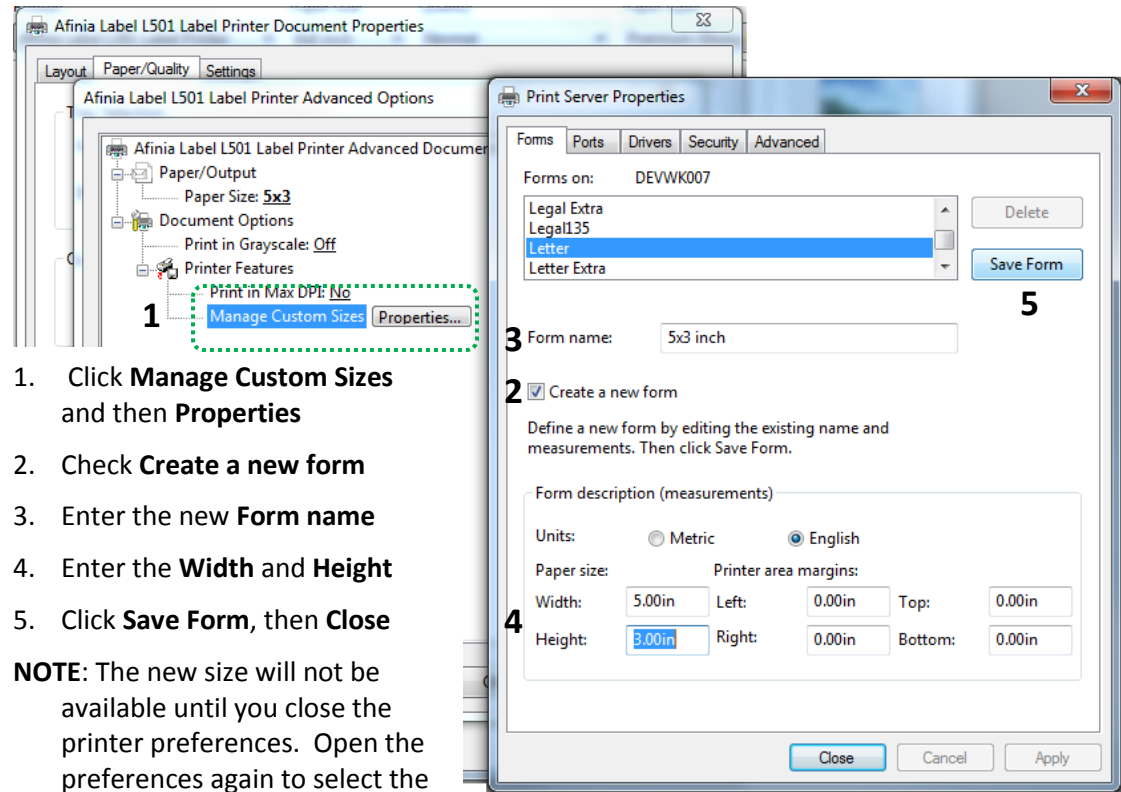 Afinia Label L501 Label Printer Document Properties
Layout Paper/Quality Settings
Afinia Label L501 Label Printer Advanced Options
Afinia Label L501 Label Printer Advanced Documen
Paper/Output
Paper Size: 5x3
Document Options
Print in Grayscale: Off
Printer Features
Print in Max DPI: No
1 Manage Custom Sizes Properties...
1. Click Manage Custom Sizes
and then Properties
2. Check Create a new form
3. Enter the new Form name
4. Enter the Width and Height
5. Click Save Form, then Close
NOTE: The new size will not be
available until you close the
printer preferences. Open the
preferences again to select the
Print Server Properties
Forms Ports Drivers Security Advanced
Forms on: DEVWK007
Legal Extra
Legal135
Letter
Letter Extra
Delete
Save Form
5
3 Form name: 5x3 inch
2 Create a new form
Define a new form by editing the existing name and
measurements. Then click Save Form.
Form description (measurements)
Units: Metric English
Paper size: Printer area margins:
Width: 5.00in Left: 0.00in Top: 0.00in
4
Height: 3.00in Right: 0.00in Bottom: 0.00in
Close Cancel Apply